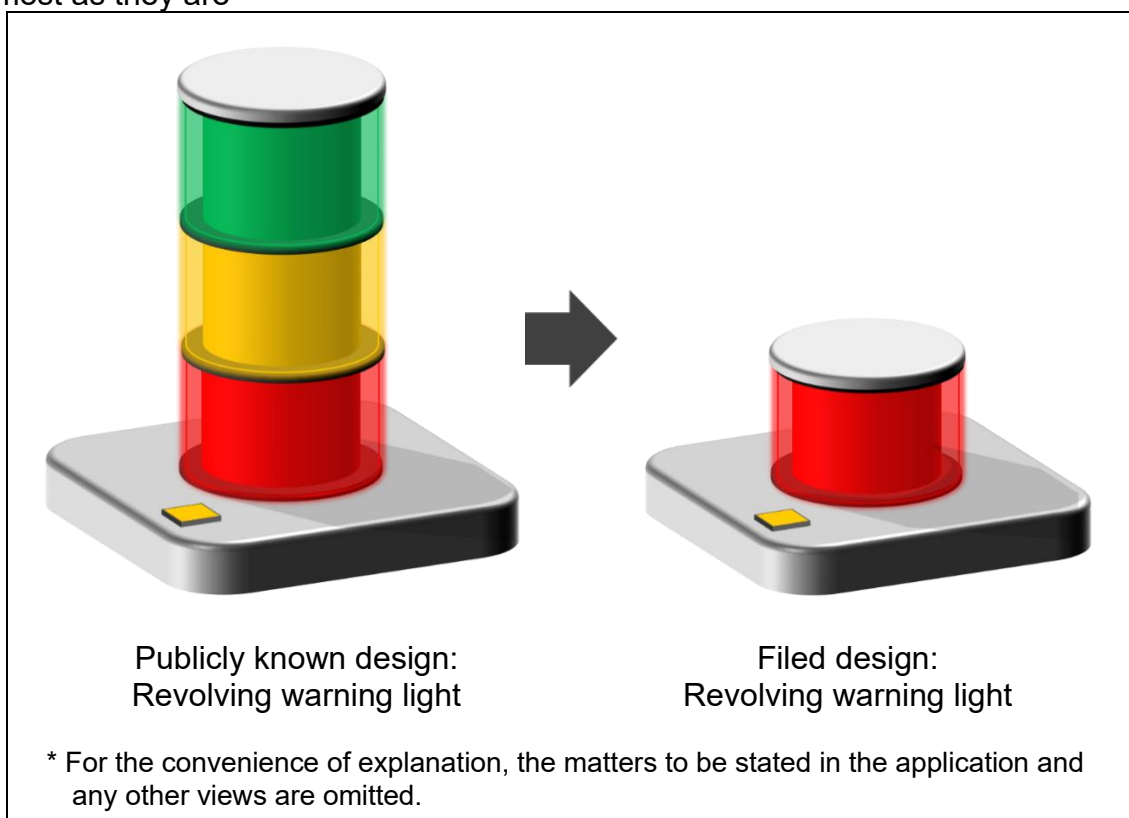 as they are
Publicly known design:
Revolving warning light
Filed design:
Revolving warning light
* For the convenience of explanation, the matters to be stated in the application and
any other views are omitted.